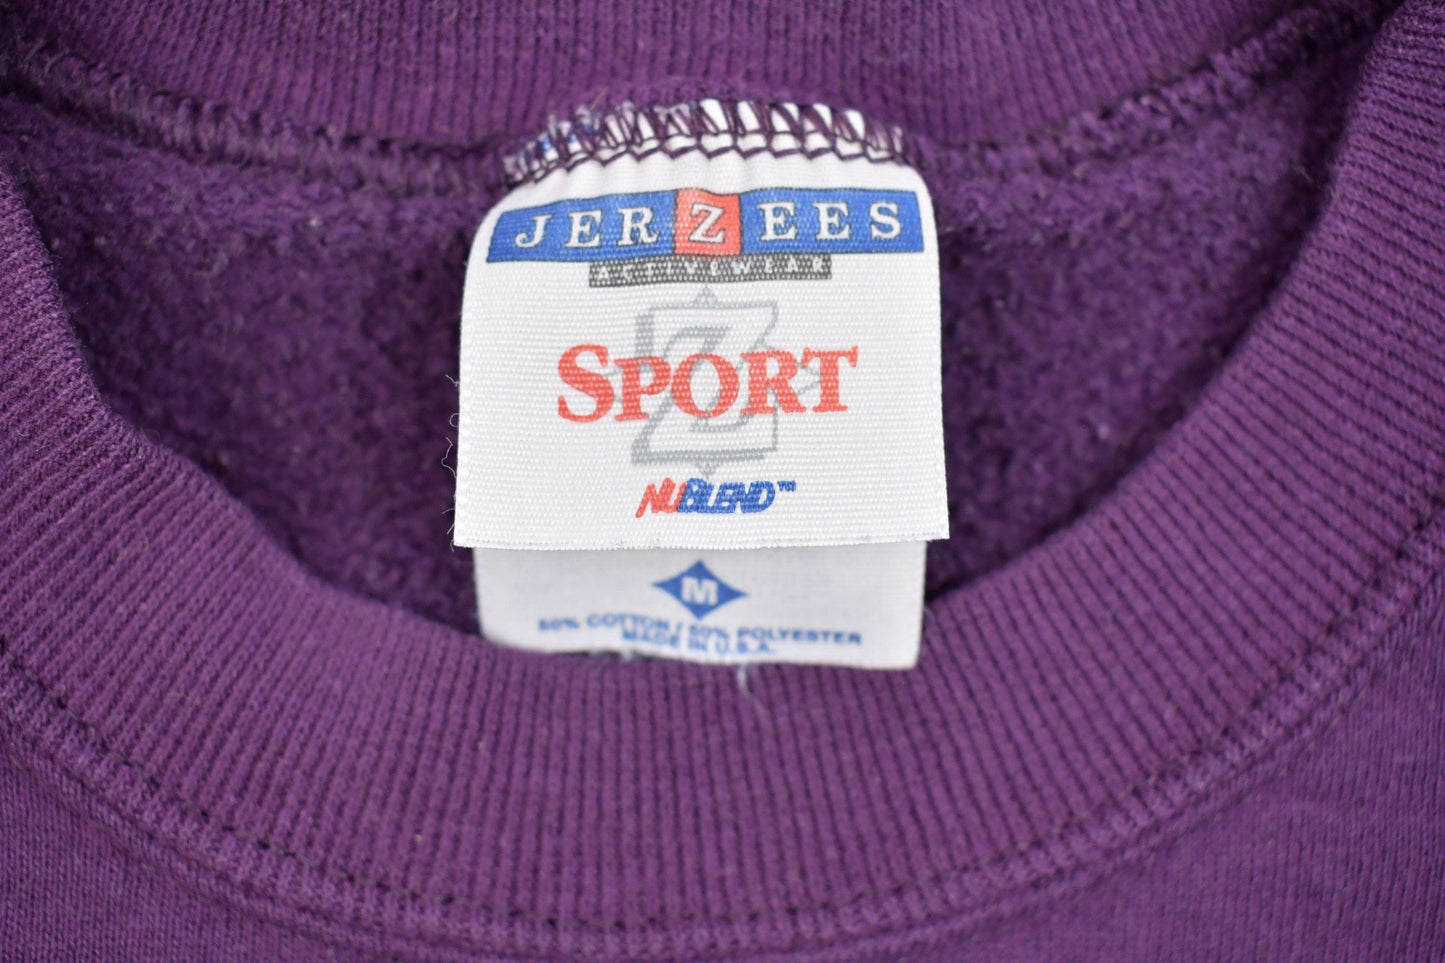 JERZEES
ACTIVEWEAR
Z
SPORT
NUBLEND™
M
50% COTTON / 50% POLYESTER
MADE IN U.S.A.